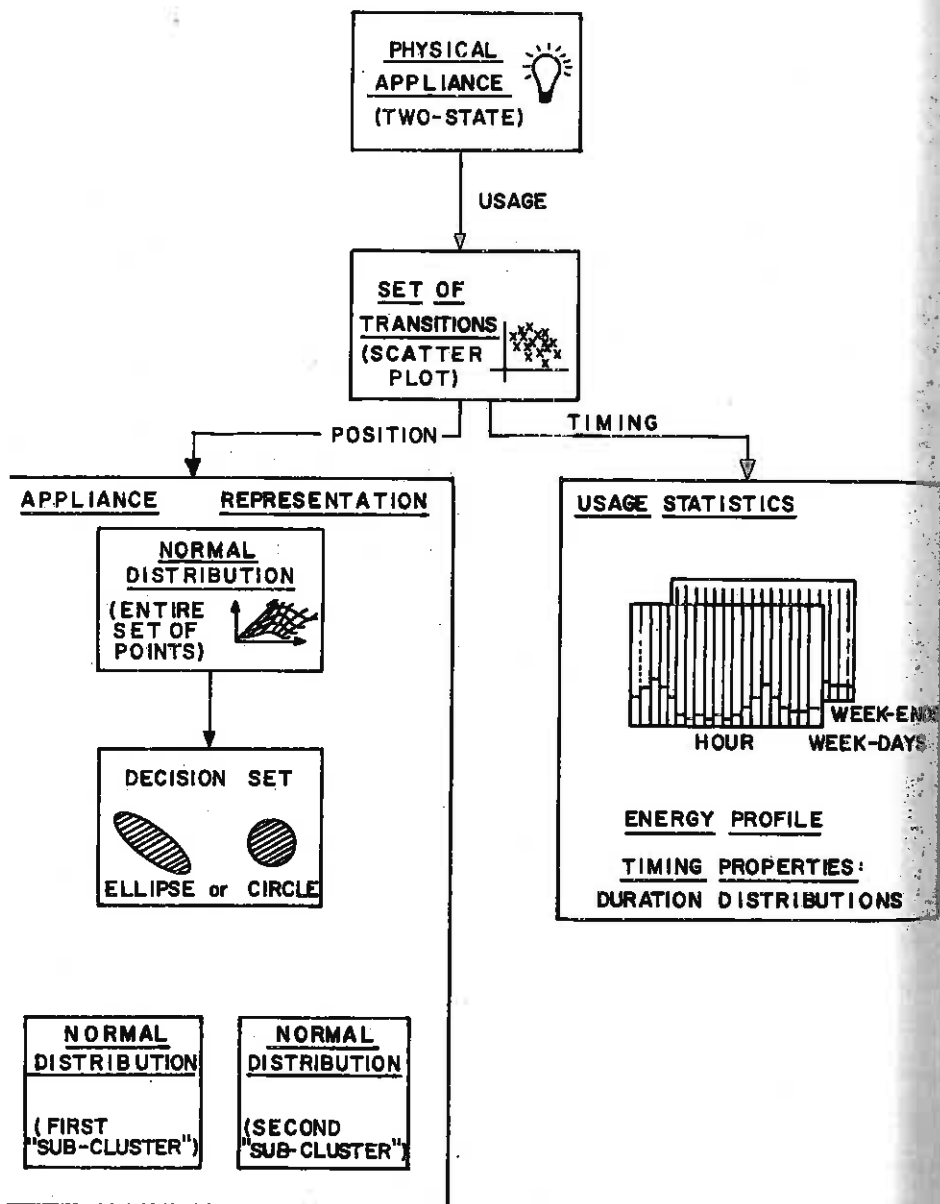 PHYSICAL
APPLIANCE
(TWO-STATE)
USAGE
SET OF
TRANSITIONS
(SCATTER
PLOT)
POSITION
TIMING
APPLIANCE REPRESENTATION
NORMAL
DISTRIBUTION
(ENTIRE
SET OF
POINTS)
DECISION SET
ELLIPSE or CIRCLE
NORMAL
DISTRIBUTION
(FIRST
"SUB-CLUSTER")
NORMAL
DISTRIBUTION
(SECOND
"SUB-CLUSTER")
USAGE STATISTICS
WEEK-END
HOUR WEEK-DAYS
ENERGY PROFILE
TIMING PROPERTIES:
DURATION DISTRIBUTIONS